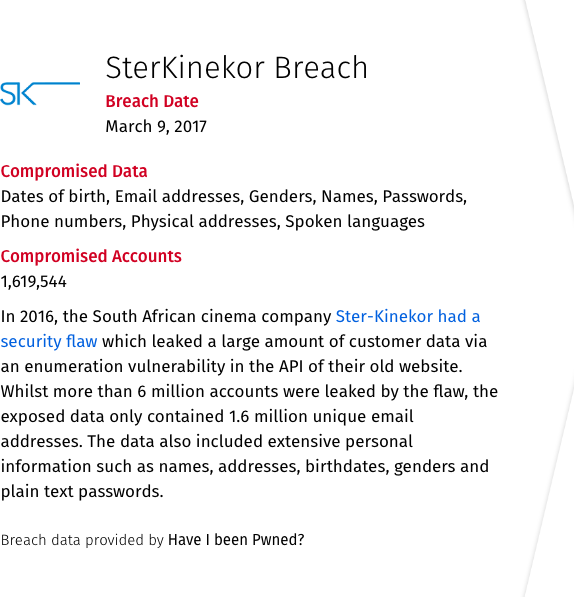 SK
SterKinekor Breach
Breach Date
March 9, 2017
Compromised Data
Dates of birth, Email addresses, Genders, Names, Passwords,
Phone numbers, Physical addresses, Spoken languages
Compromised Accounts
1,619,544
In 2016, the South African cinema company Ster-Kinekor had a
security flaw which leaked a large amount of customer data via
an enumeration vulnerability in the API of their old website.
Whilst more than 6 million accounts were leaked by the flaw, the
exposed data only contained 1.6 million unique email
addresses. The data also included extensive personal
information such as names, addresses, birthdates, genders and
plain text passwords.
Breach data provided by Have I been Pwned?